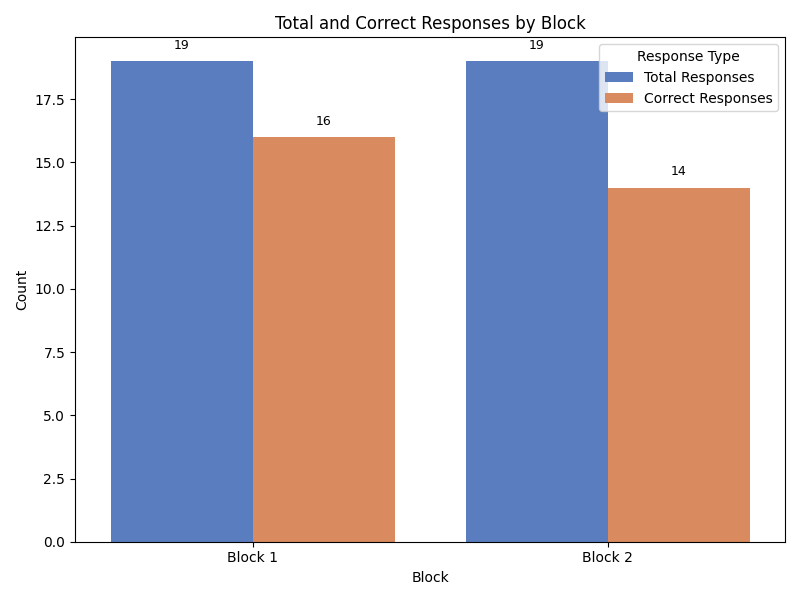 Total and Correct Responses by Block
19
19
Response Type
Total Responses
Correct Responses
16
14
Count
17.5
15.0
12.5
10.0
7.5
5.0
2.5
0.0
Block 1
Block 2
Block